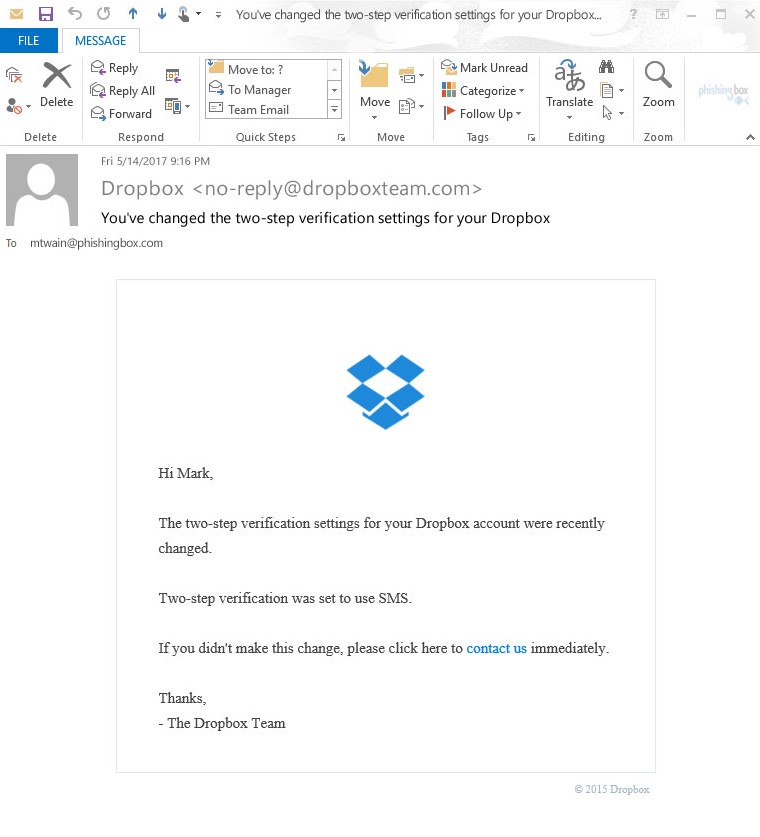 You've changed the two-step verification settings for your Dropbox...
FILE
MESSAGE
Delete
Reply
Reply All
Forward
Move to: ?
To Manager
Team Email
Move
Mark Unread
Categorize
Follow Up
Translate
Zoom
phishingbox
Delete
Respond
Quick Steps
Move
Tags
Editing
Zoom
Fri 5/14/2017 9:16 PM
Dropbox <no-reply@dropboxteam.com>
You've changed the two-step verification settings for your Dropbox
To mtwain@phishingbox.com
Hi Mark,
The two-step verification settings for your Dropbox account were recently
changed.
Two-step verification was set to use SMS.
If you didn't make this change, please click here to contact us immediately.
Thanks,
- The Dropbox Team
© 2015 Dropbox